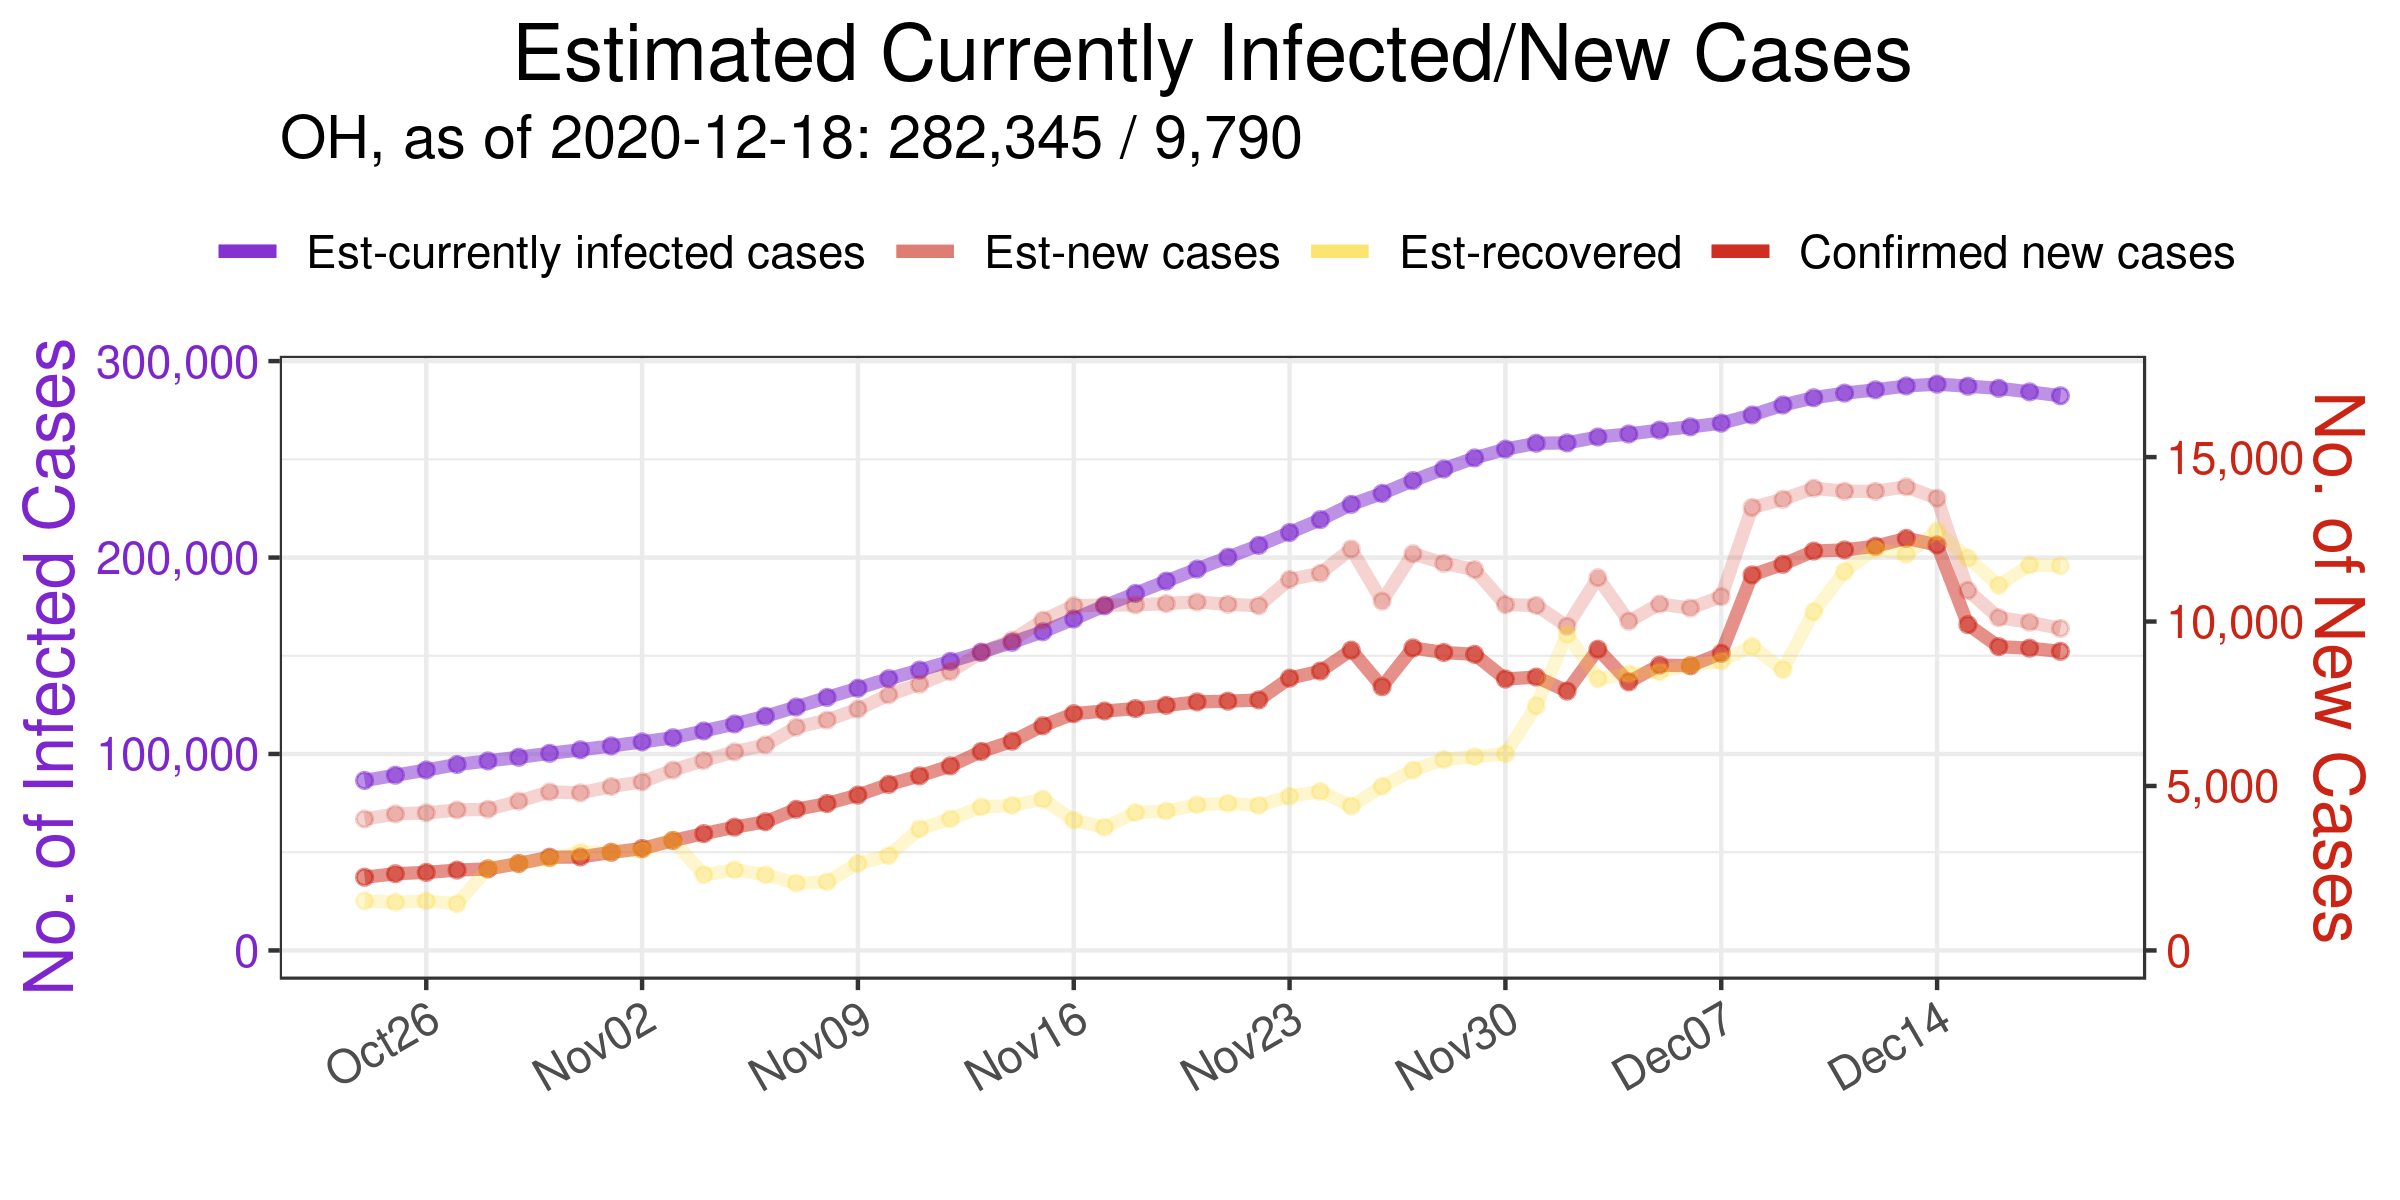 Estimated Currently Infected/New Cases
OH, as of 2020-12-18: 282,345 / 9,790
Est-currently infected cases Est-new cases Est-recovered Confirmed new cases
No. of Infected Cases
300,000
200,000
100,000
0
15,000
10,000
5,000
0
No. of New Cases
Oct26 Nov02 Nov09 Nov16 Nov23 Nov30 Dec07 Dec14